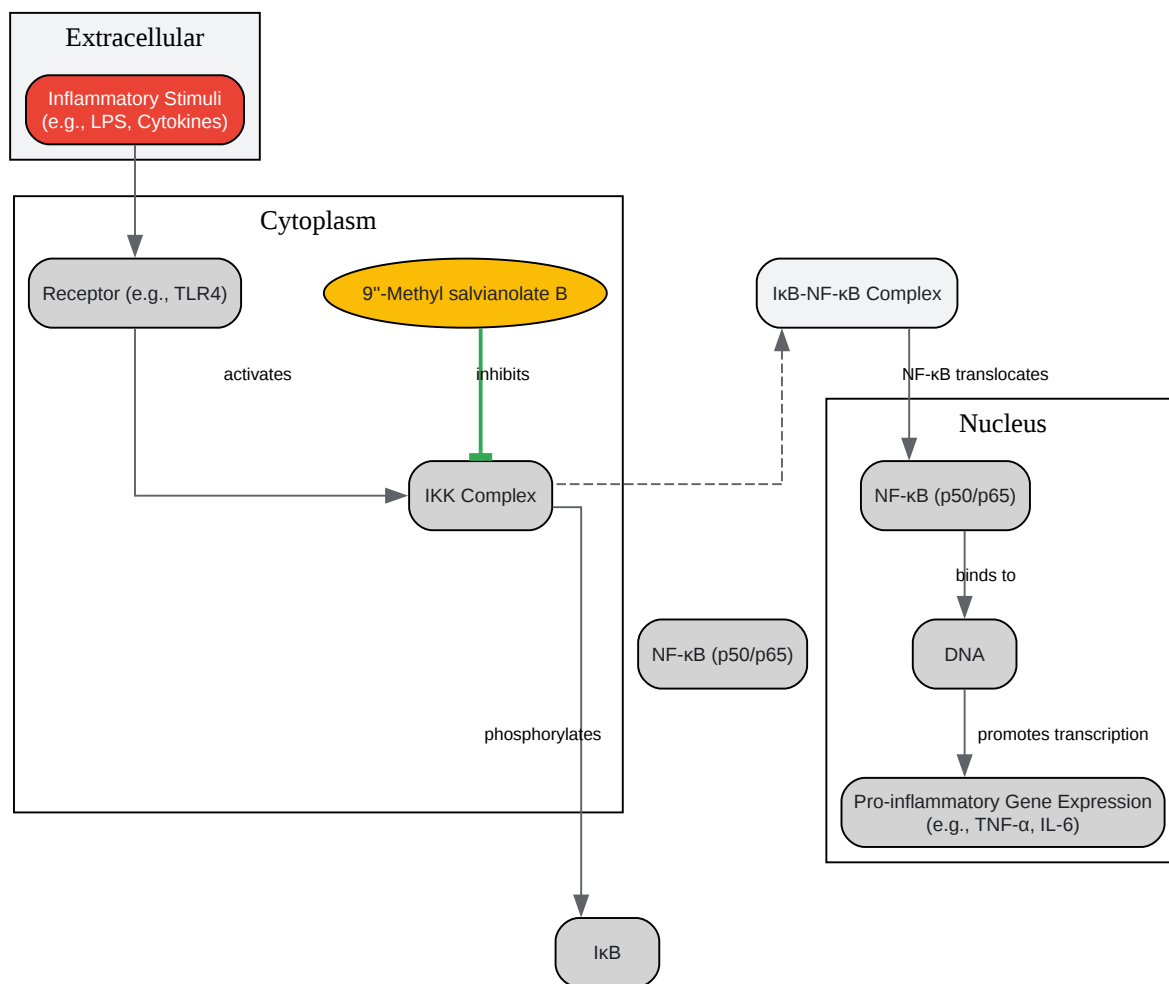 Extracellular
Inflammatory Stimuli
(e.g., LPS, Cytokines)
Cytoplasm
Receptor (e.g., TLR4)
9''-Methyl salvianolate B
IκB-NF-κB Complex
activates
inhibits
NF-κB translocates
Nucleus
IKK Complex
NF-κB (p50/p65)
binds to
NF-κB (p50/p65)
DNA
phosphorylates
promotes transcription
Pro-inflammatory Gene Expression
(e.g., TNF-α, IL-6)
IκB